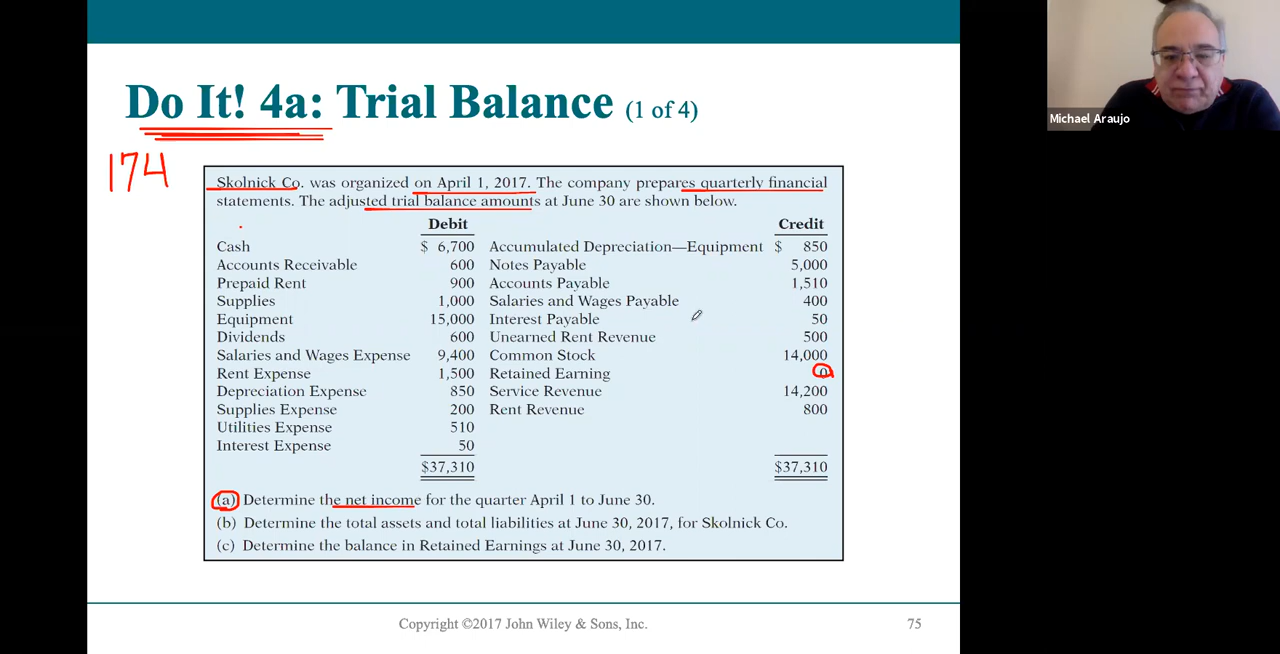 Do It! 4a: Trial Balance (1 of 4)
Michael Araujo
174
Skolnick Co. was organized on April 1, 2017. The company prepares quarterly financial
statements. The adjusted trial balance amounts at June 30 are shown below.
Debit Credit
Cash $ 6,700 Accumulated Depreciation—Equipment $ 850
Accounts Receivable 600 Notes Payable 5,000
Prepaid Rent 900 Accounts Payable 1,510
Supplies 1,000 Salaries and Wages Payable 400
Equipment 15,000 Interest Payable 50
Dividends 600 Unearned Rent Revenue 500
Salaries and Wages Expense 9,400 Common Stock 14,000
Rent Expense 1,500 Retained Earning 0
Depreciation Expense 850 Service Revenue 14,200
Supplies Expense 200 Rent Revenue 800
Utilities Expense 510
Interest Expense 50
$37,310 $37,310
(a) Determine the net income for the quarter April 1 to June 30.
(b) Determine the total assets and total liabilities at June 30, 2017, for Skolnick Co.
(c) Determine the balance in Retained Earnings at June 30, 2017.
Copyright ©2017 John Wiley & Sons, Inc. 75